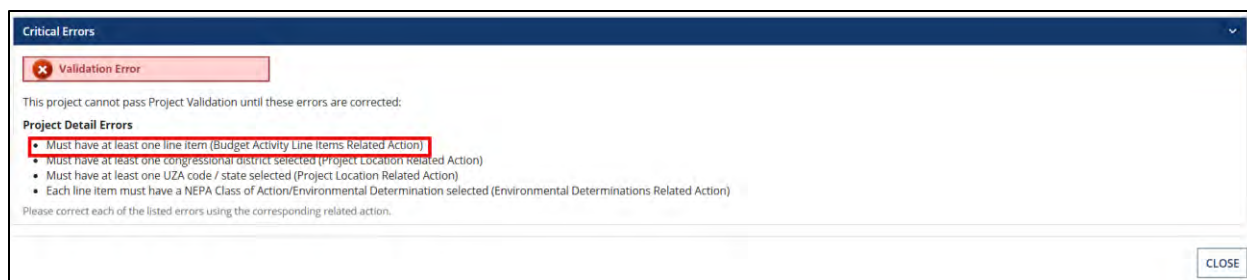 Critical Errors
Validation Error
This project cannot pass Project Validation until these errors are corrected:
Project Detail Errors
• Must have at least one line item (Budget Activity Line Items Related Action)
• Must have at least one congressional district selected (Project Location Related Action)
• Must have at least one UZA code / state selected (Project Location Related Action)
• Each line item must have a NEPA Class of Action/Environmental Determination selected (Environmental Determinations Related Action)
Please correct each of the listed errors using the corresponding related action.
CLOSE